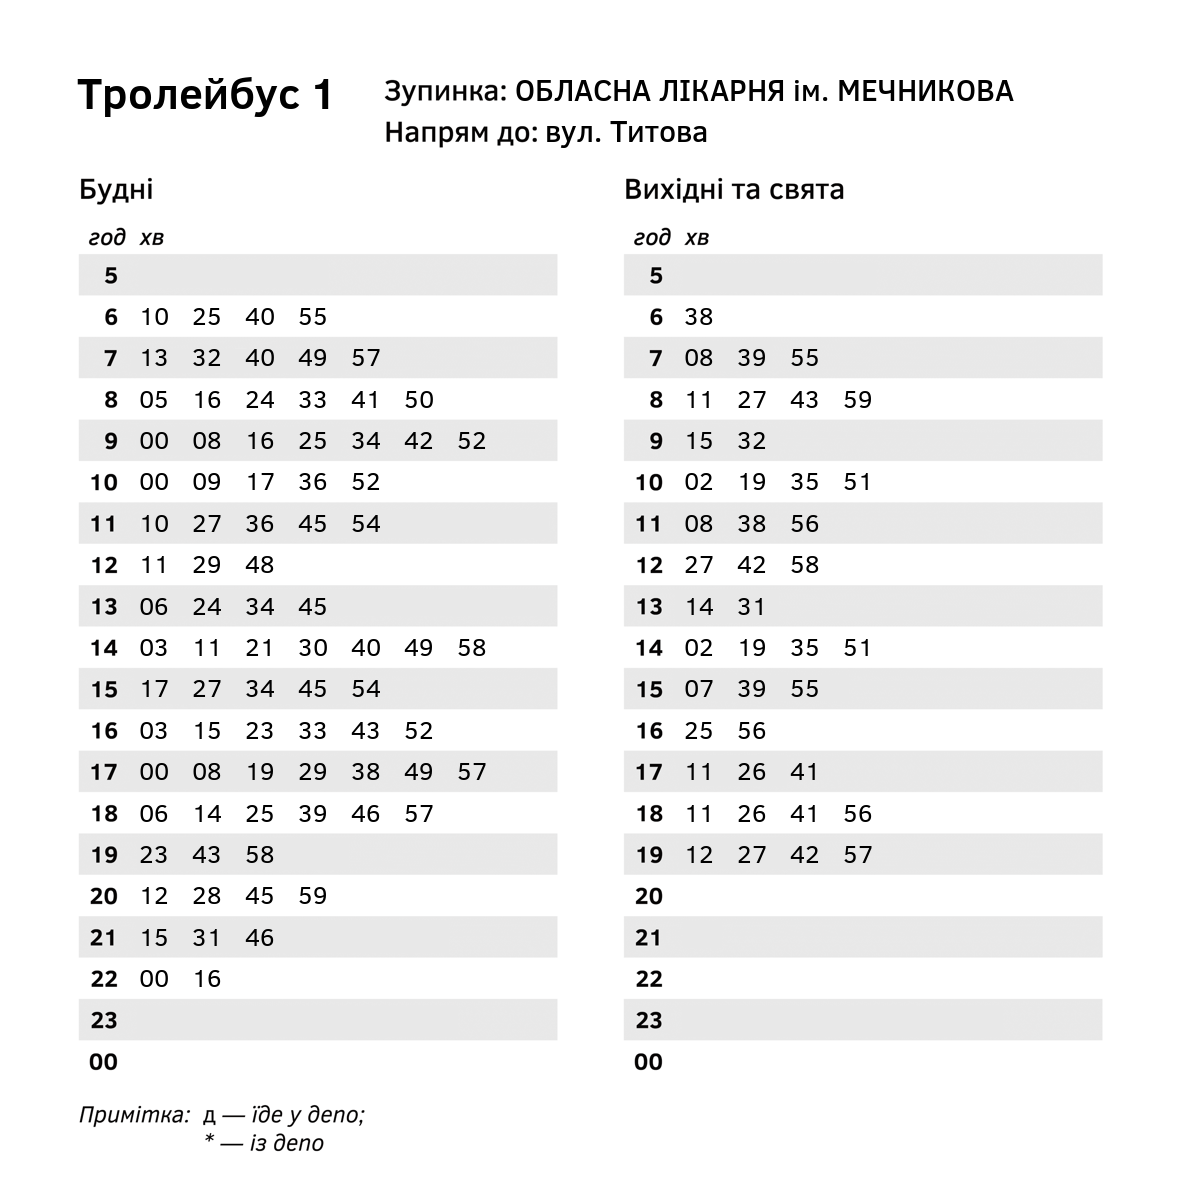 Тролейбус 1
Зупинка: ОБЛАСНА ЛІКАРНЯ ім. МЕЧНИКОВА
Напрям до: вул. Титова
Будні
год хв
5
6 10 25 40 55
7 13 32 40 49 57
8 05 16 24 33 41 50
9 00 08 16 25 34 42 52
10 00 09 17 36 52
11 10 27 36 45 54
12 11 29 48
13 06 24 34 45
14 03 11 21 30 40 49 58
15 17 27 34 45 54
16 03 15 23 33 43 52
17 00 08 19 29 38 49 57
18 06 14 25 39 46 57
19 23 43 58
20 12 28 45 59
21 15 31 46
22 00 16
23
00
Вихідні та свята
год хв
5
6 38
7 08 39 55
8 11 27 43 59
9 15 32
10 02 19 35 51
11 08 38 56
12 27 42 58
13 14 31
14 02 19 35 51
15 07 39 55
16 25 56
17 11 26 41
18 11 26 41 56
19 12 27 42 57
20
21
22
23
00
Примітка: д — їде у депо;
* — із депо